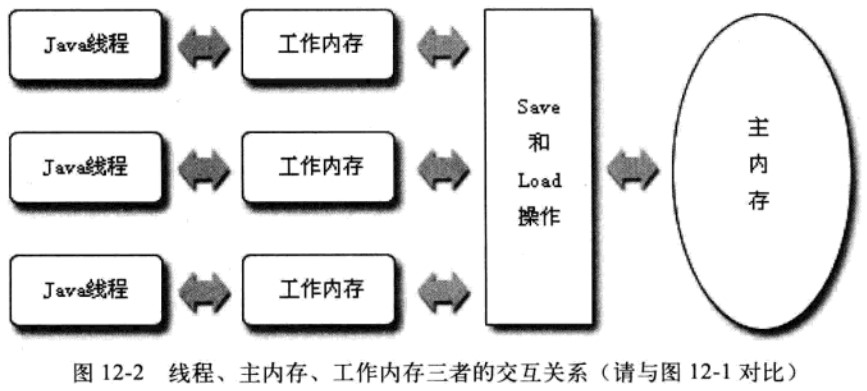 Java线程
工作内存
Java线程
工作内存
Java线程
工作内存
Save
和
Load
操作
主
内
存
图 12-2 线程、主内存、工作内存三者的交互关系（请与图 12-1 对比）